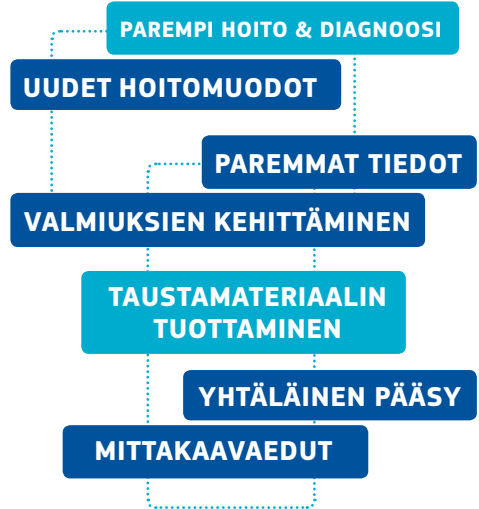 PAREMPI HOITO & DIAGNOOSI
UUDET HOITOMUODOT
PAREMMAT TIEDOT
VALMIUKSIEN KEHITTÄMINEN
TAUSTAMATERIAALIN
TUOTTAMINEN
YHTÄLÄINEN PÄÄSY
MITTAKAAVAEDUT